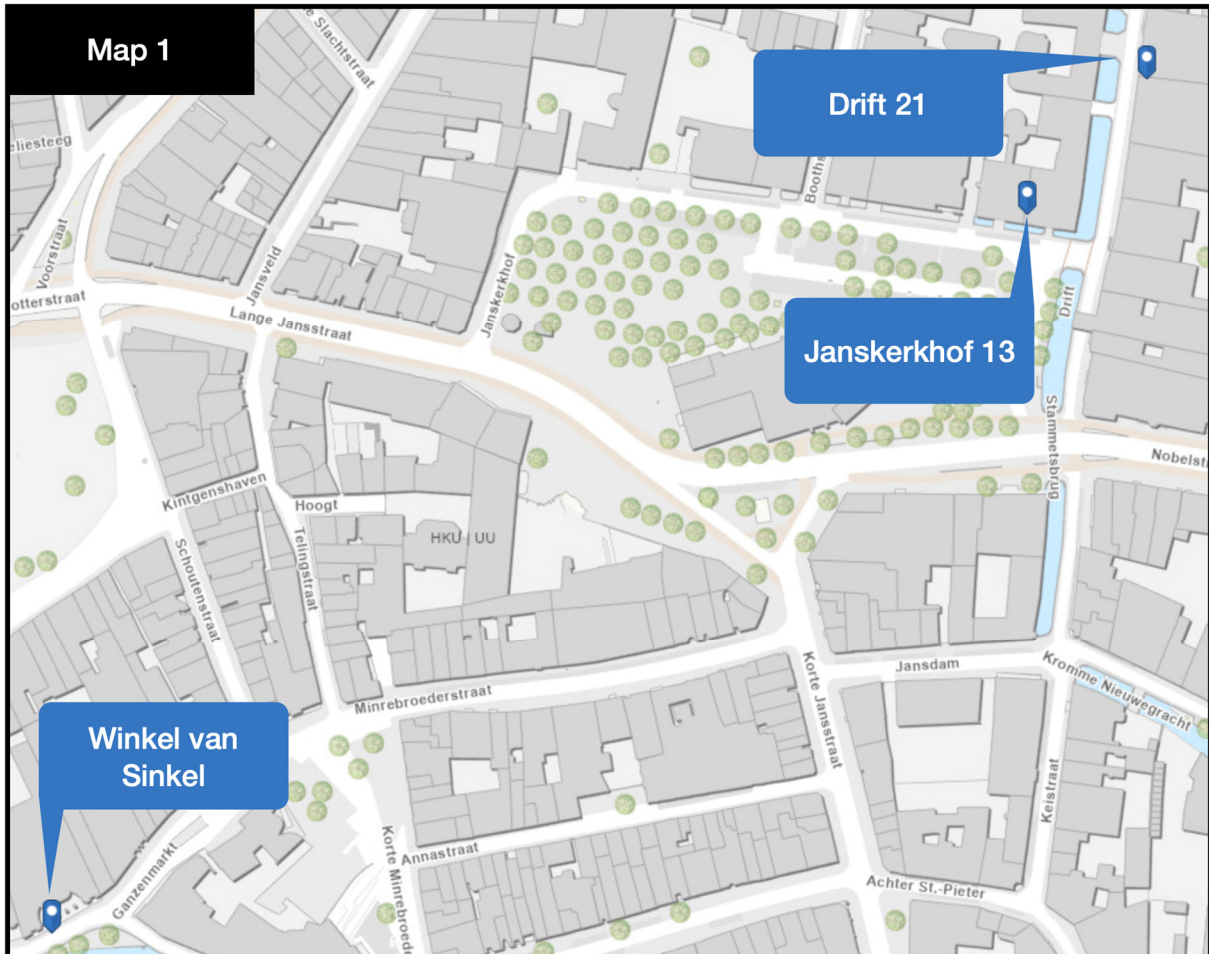 Map 1
Drift 21
Janskerkhof 13
Winkel van
Sinkel
e Slachtstraat
eliesteeg
Voorstraat
otterstraat
Jansveld
Lange Jansstraat
Janskerkhof
Booths
Drift
Stammetsbrug
Nobelst
Kintgenshaven
Hoogt
HKU UU
Telingstraat
Schoutenstraat
Minrebroederstraat
Korte Jansstraat
Jansdam
Kromme Nieuwegracht
Keistraat
Annastraat
Korte Minrebroede
Ganzenmarkt
Achter St.-Pieter